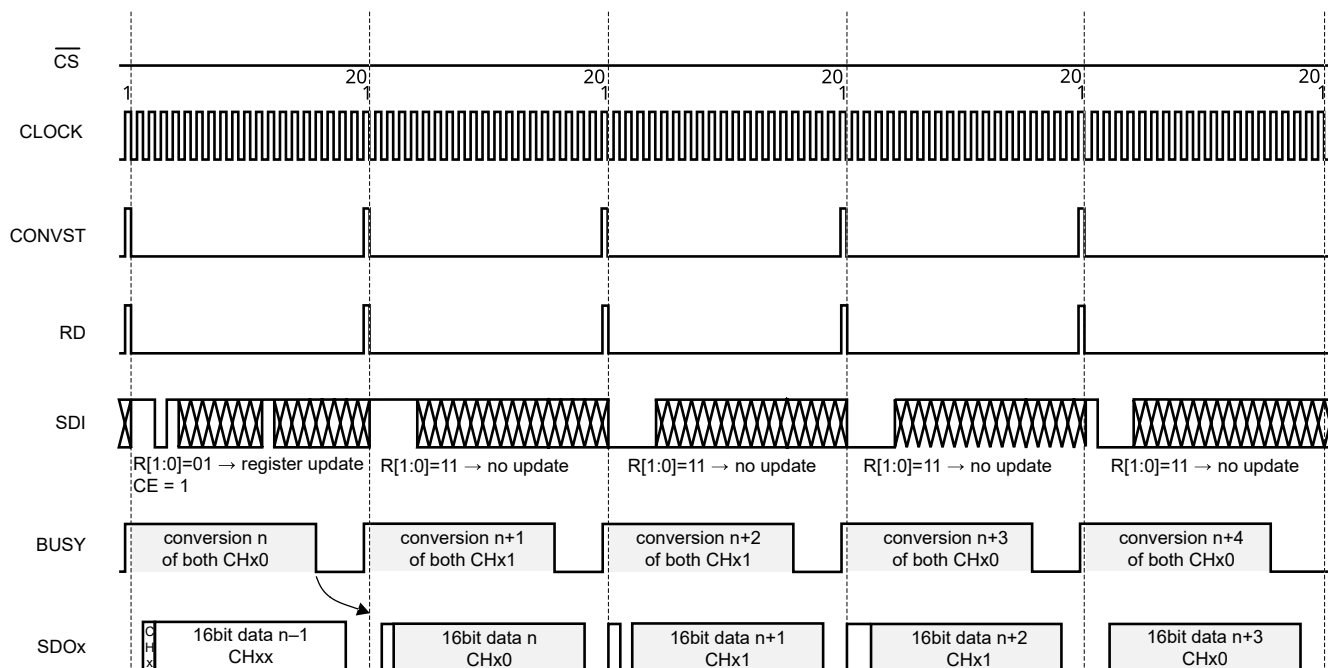 CS
20 20 20 20 20
1 1 1 1 1 1
CLOCK
CONVST
RD
SDI
R[1:0]=01 → register update R[1:0]=11 → no update R[1:0]=11 → no update R[1:0]=11 → no update R[1:0]=11 → no update
CE = 1
BUSY
conversion n conversion n+1 conversion n+2 conversion n+3 conversion n+4
of both CHx0 of both CHx1 of both CHx1 of both CHx0 of both CHx0
SDOx
CHx
16bit data n–1 16bit data n 16bit data n+1 16bit data n+2 16bit data n+3
CHxx CHx0 CHx1 CHx1 CHx0